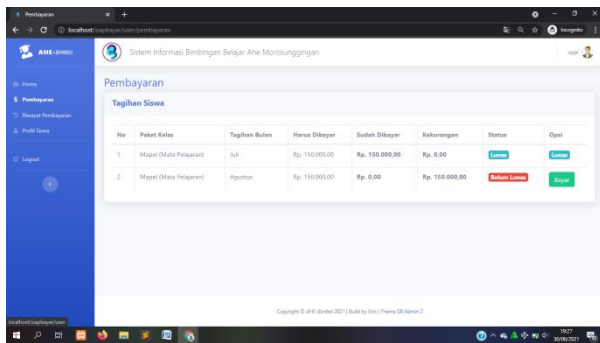 Pembayaran
localhost/siapbayar/user/pembayaran
Incognito
AHE-BIMBEL
Sistem Informasi Bimbingan Belajar Ahe Morosunggingan
Home
Pembayaran
Riwayat Pembayaran
Profil Siswa
Logout
Pembayaran
Tagihan Siswa
No Paket Kelas Tagihan Bulan Harus Dibayar Sudah Dibayar Kekurangan Status Opsi
1 Mapel (Mata Pelajaran) Juli Rp. 150.000,00 Rp. 150.000,00 Rp. 0,00 Lunas Lunas
2 Mapel (Mata Pelajaran) Agustus Rp. 150.000,00 Rp. 0,00 Rp. 150.000,00 Belum Lunas Bayar
Copyright © AHE-Bimbel 2021 | Build by Eni | Theme SB Admin 2
localhost/siapbayar/user
19:27
30/06/2021